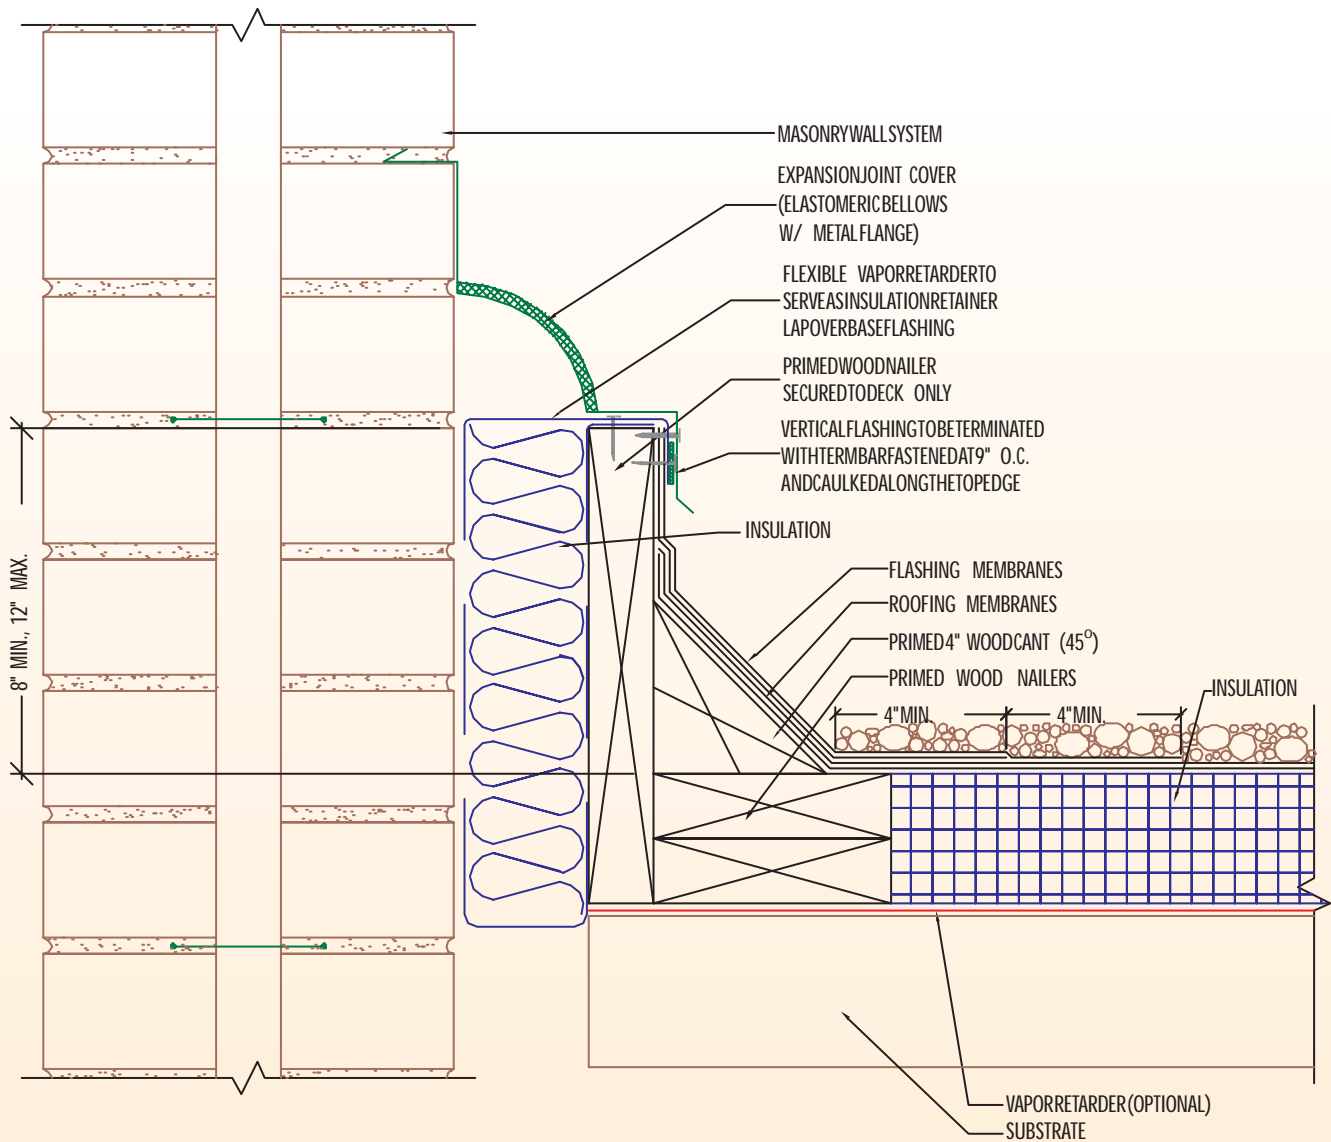 MASONRYWALLSYSTEM
EXPANSIONJOINT COVER
(ELASTOMERICBELLOWS
W/ METALFLANGE)
FLEXIBLE VAPORRETARDERTO
SERVEASINSULATIONRETAINER
LAPOVERBASEFLASHING
PRIMEDWOODNAILER
SECUREDTODECK ONLY
VERTICALFLASHINGTOBETERMINATED
WITHTERMBARFASTENEDAT9" O.C.
ANDCAULKEDALONGTHETOPEDGE
INSULATION
FLASHING MEMBRANES
ROOFING MEMBRANES
PRIMED4" WOODCANT (45°)
PRIMED WOOD NAILERS
INSULATION
4"MIN.
4"MIN.
8" MIN., 12" MAX.
VAPORRETARDER(OPTIONAL)
SUBSTRATE